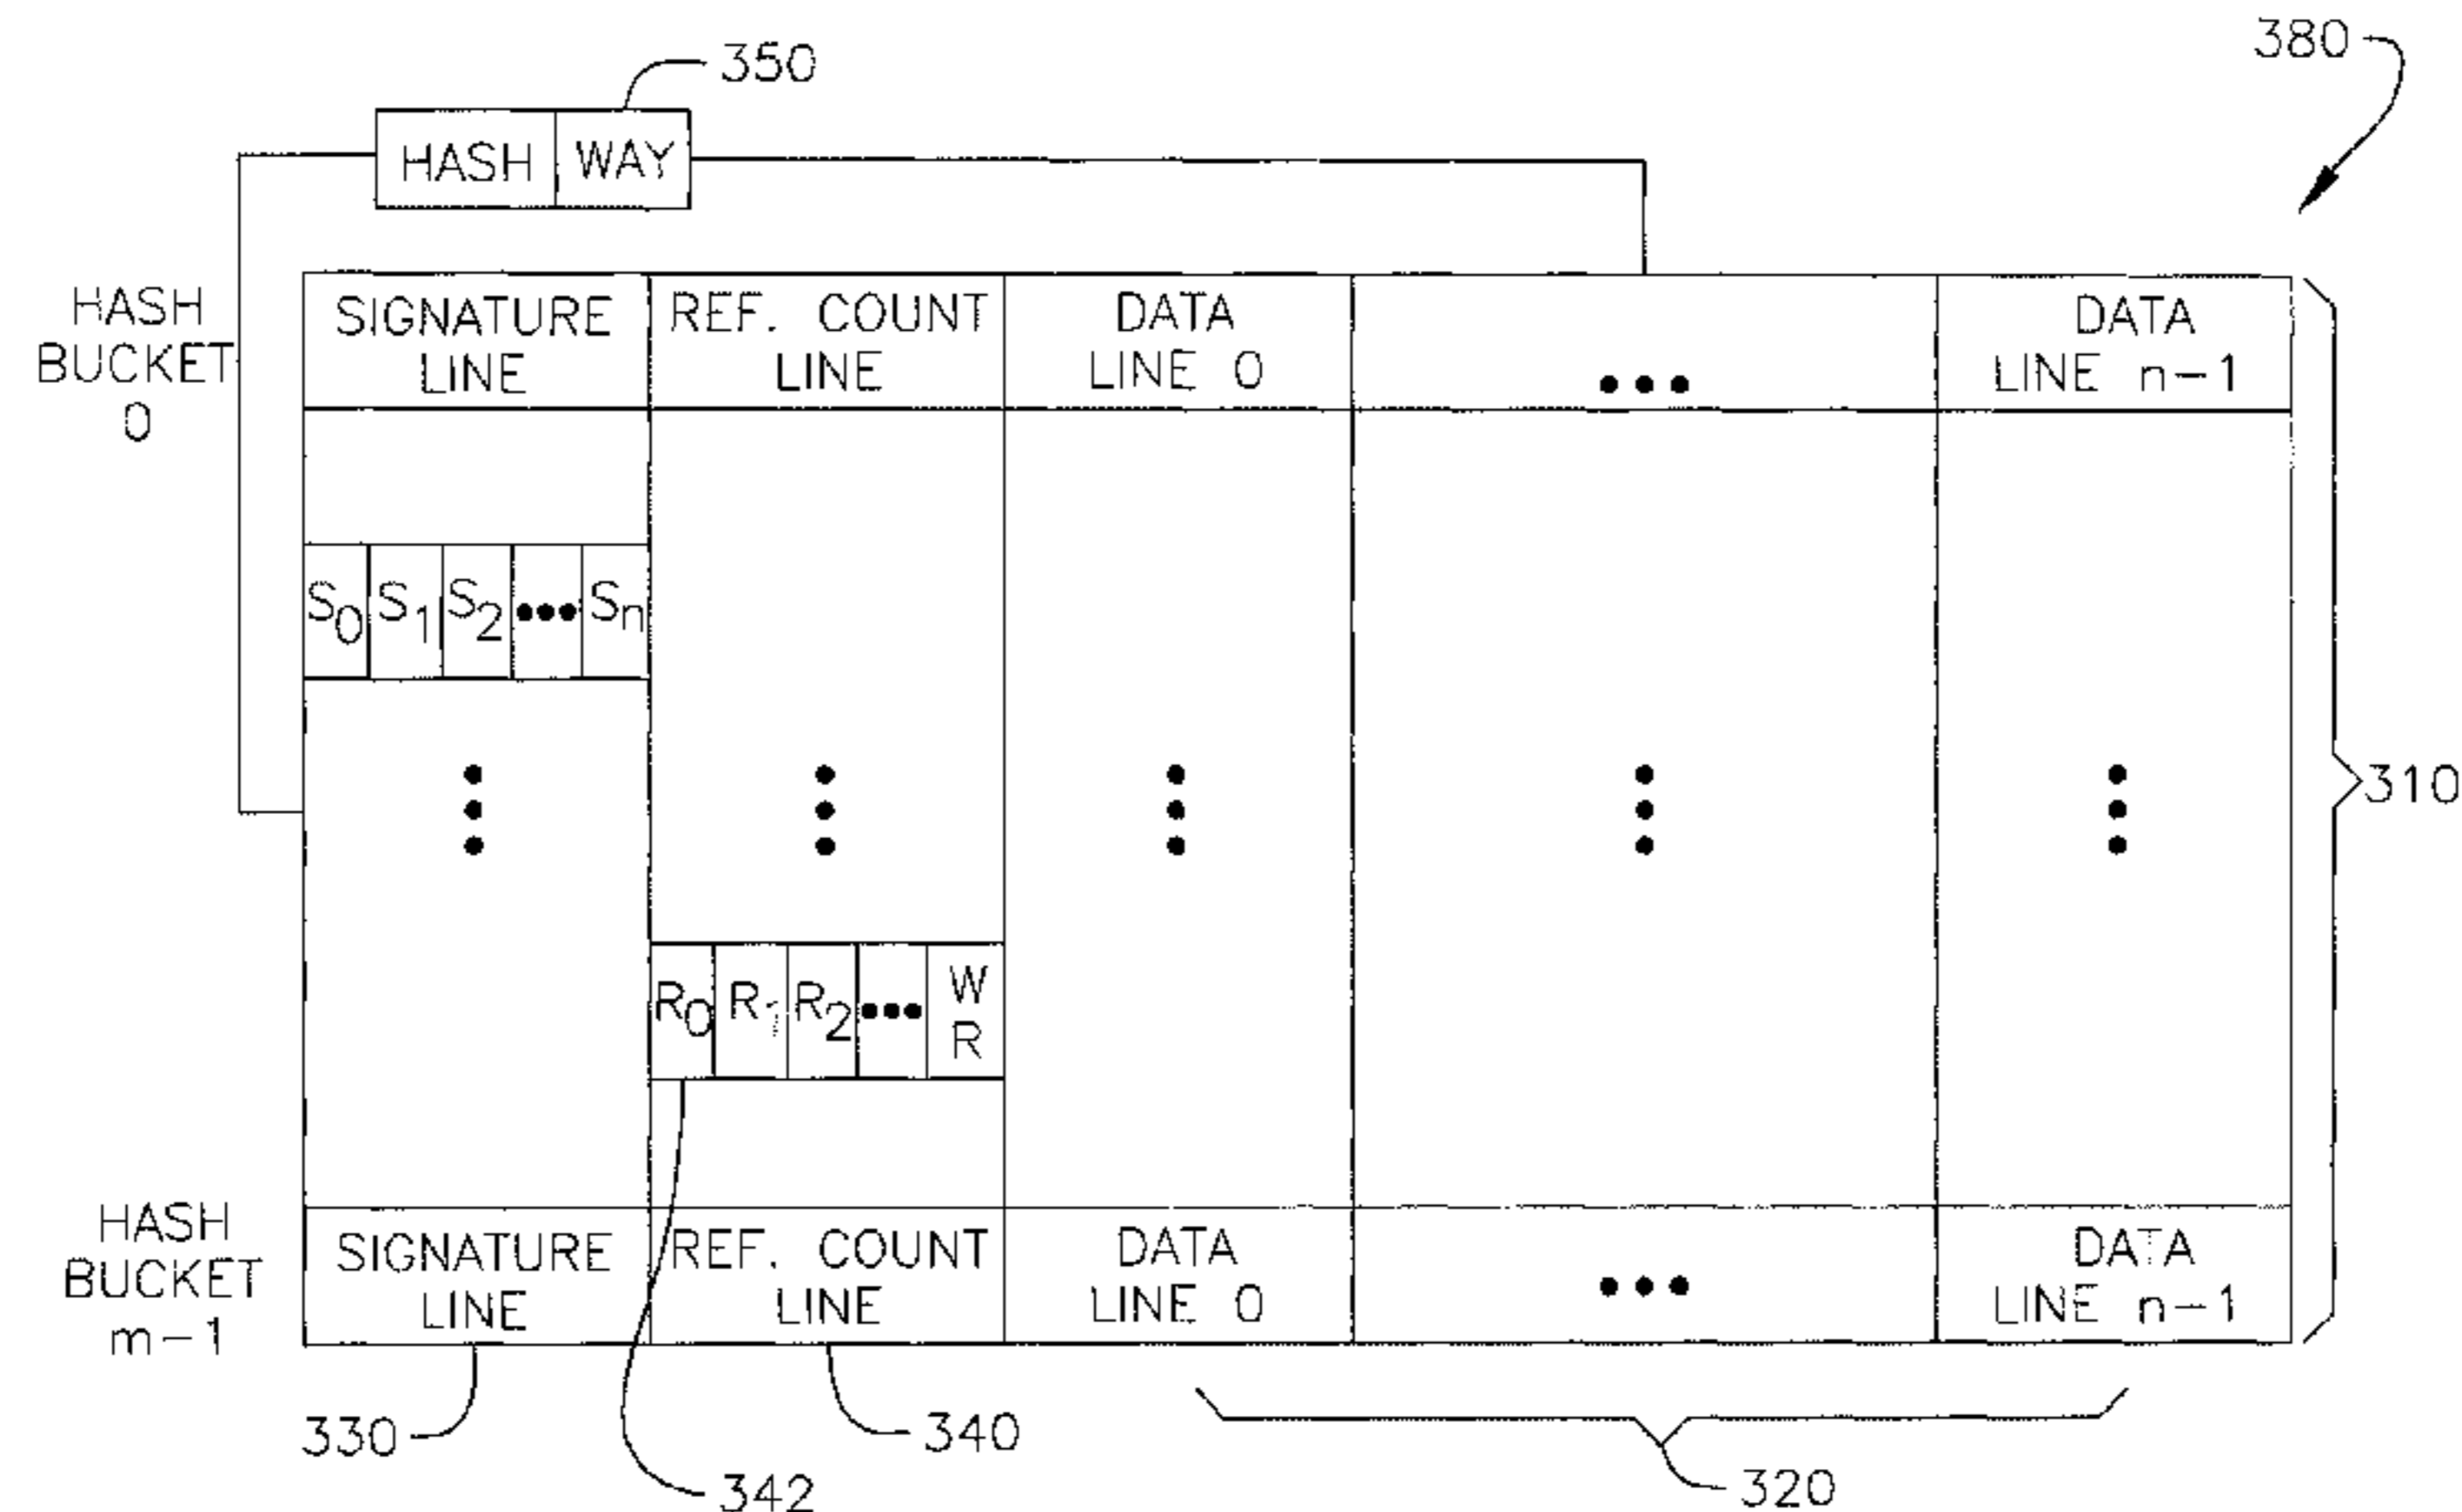 380
350
HASH WAY
HASH
BUCKET
0
SIGNATURE
LINE
REF. COUNT
LINE
DATA
LINE 0
•••
DATA
LINE n-1
S0 S1 S2 ••• Sn
310
R0 R1 R2 ••• W
R
HASH
BUCKET
m-1
SIGNATURE
LINE
REF. COUNT
LINE
DATA
LINE 0
•••
DATA
LINE n-1
330
342
340
320